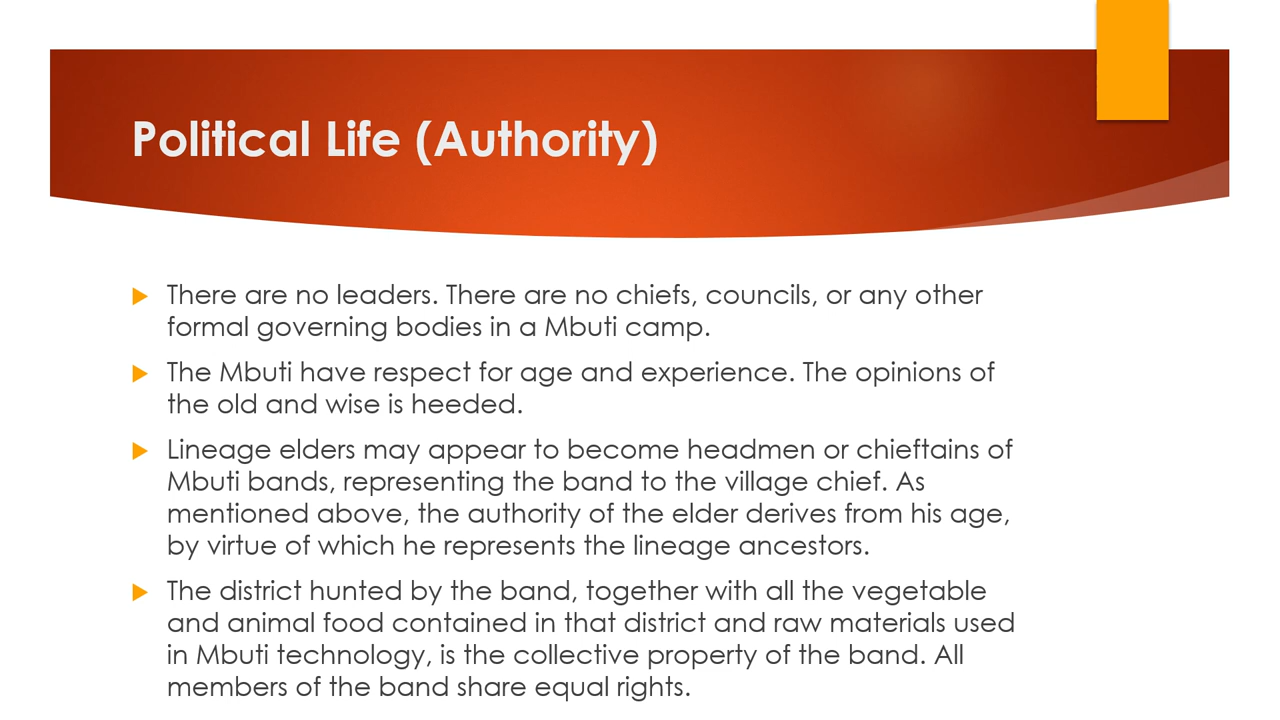 Political Life (Authority)
There are no leaders. There are no chiefs, councils, or any other
formal governing bodies in a Mbuti camp.
The Mbuti have respect for age and experience. The opinions of
the old and wise is heeded.
Lineage elders may appear to become headmen or chieftains of
Mbuti bands, representing the band to the village chief. As
mentioned above, the authority of the elder derives from his age,
by virtue of which he represents the lineage ancestors.
The district hunted by the band, together with all the vegetable
and animal food contained in that district and raw materials used
in Mbuti technology, is the collective property of the band. All
members of the band share equal rights.